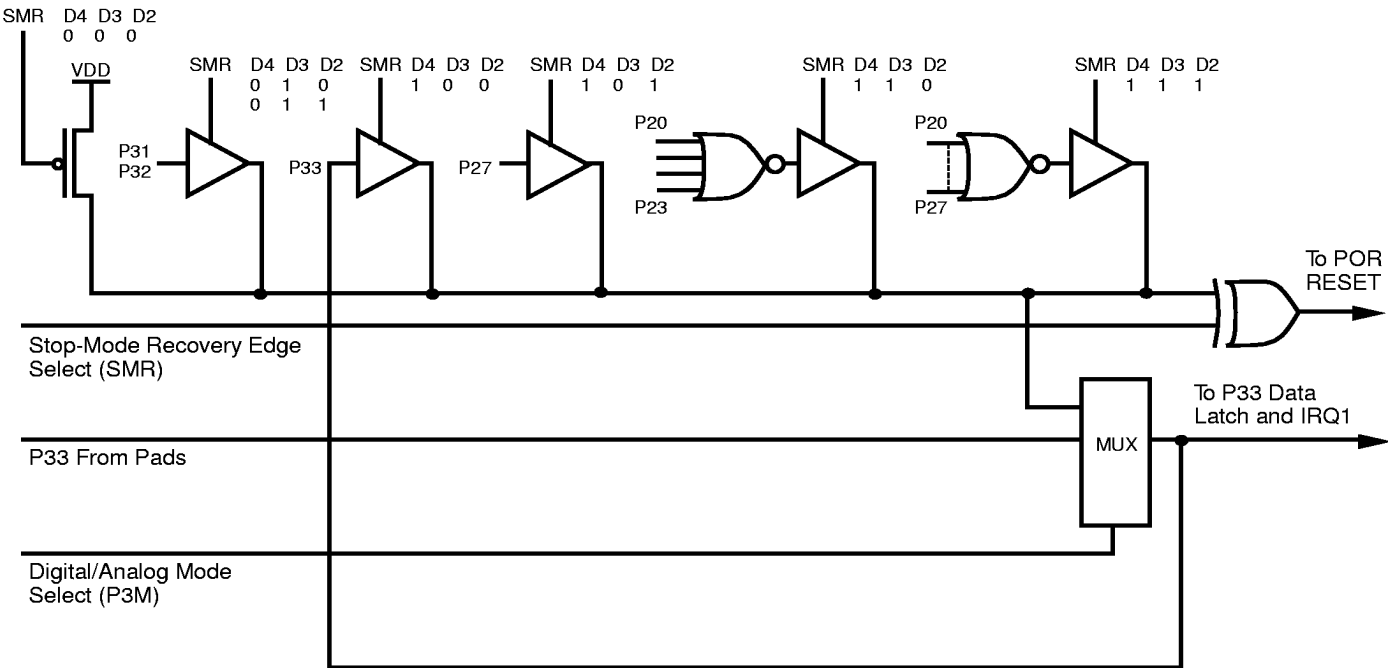 SMR D4 D3 D2
0 0 0
VDD
SMR D4 D3 D2
0 1 0
0 1 1
SMR D4 D3 D2
1 0 0
SMR D4 D3 D2
1 0 1
SMR D4 D3 D2
1 1 0
SMR D4 D3 D2
1 1 1
P31
P32
P33
P27
P20
P23
P20
P27
To POR
RESET
Stop-Mode Recovery Edge
Select (SMR)
To P33 Data
Latch and IRQ1
MUX
P33 From Pads
Digital/Analog Mode
Select (P3M)